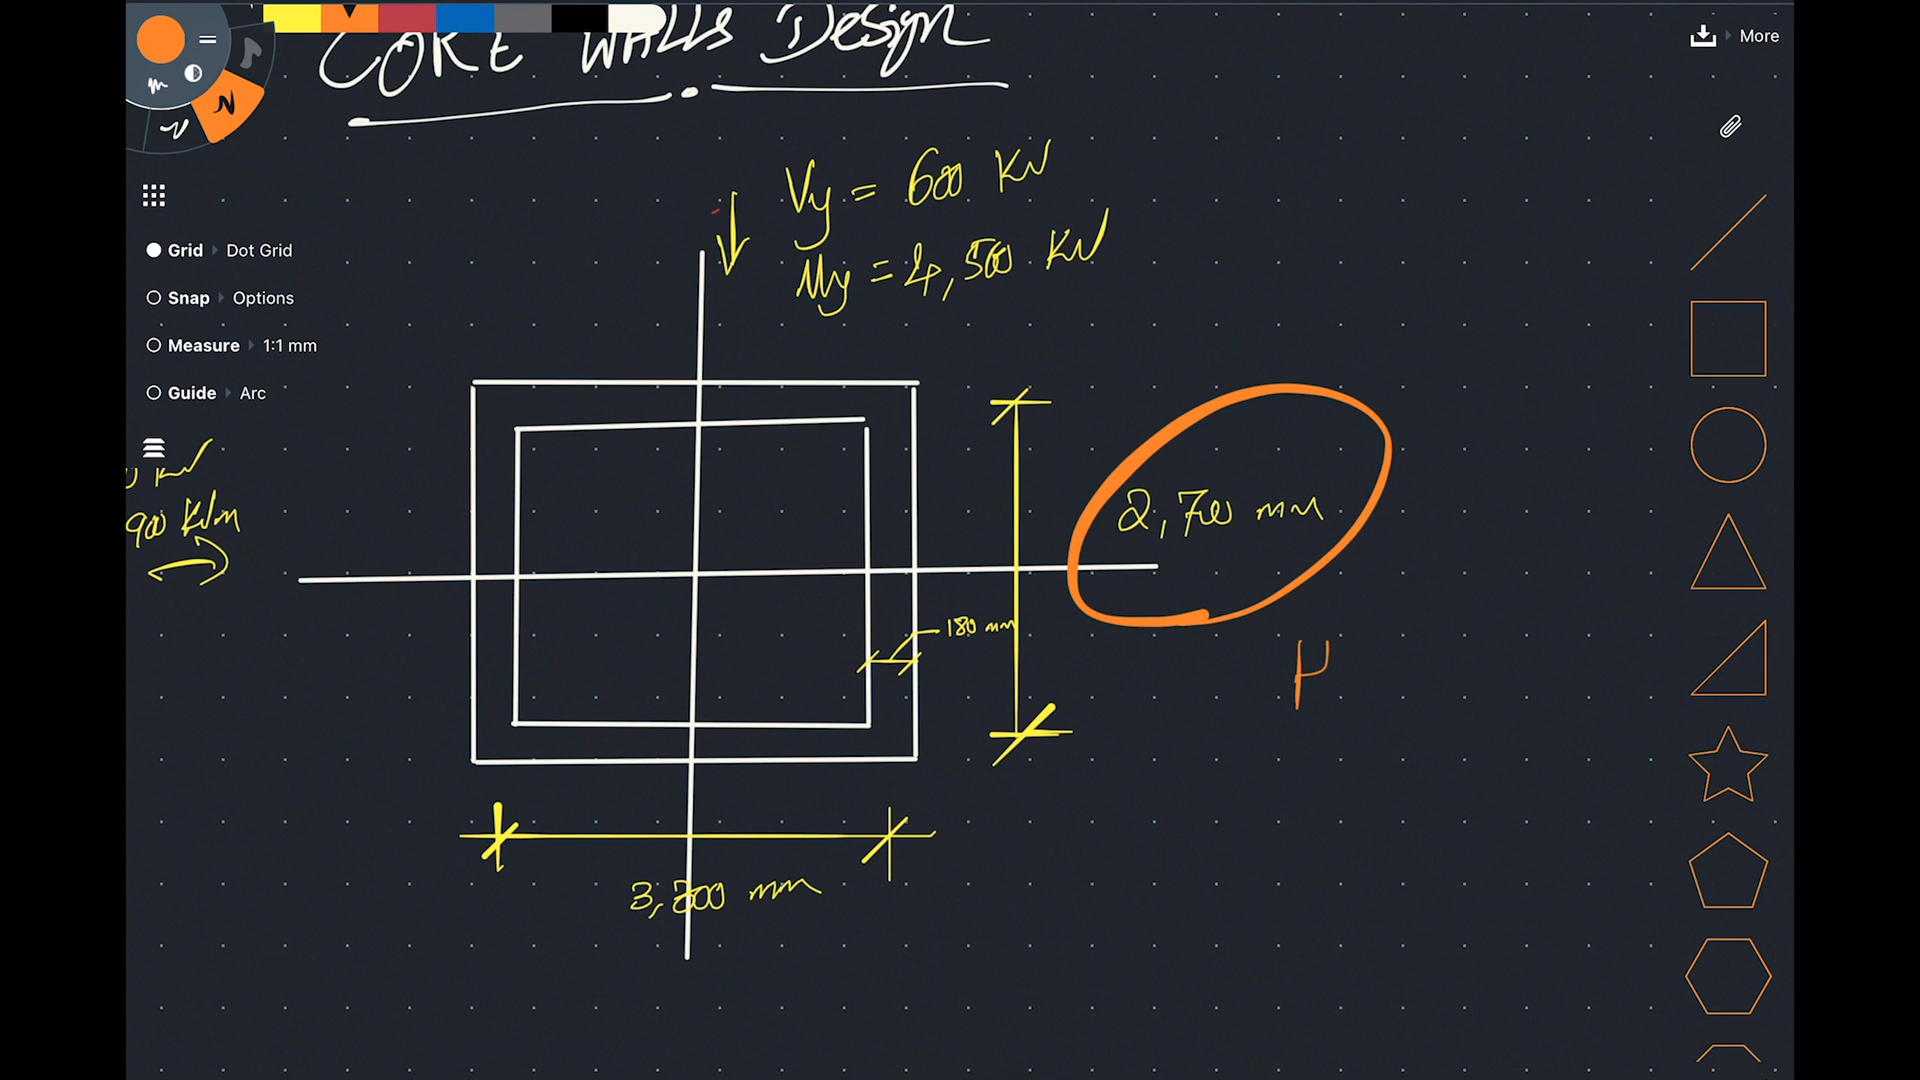 CORE WALLS Design
More
Vy = 600 KN
My = 4,500 KN
Grid Dot Grid
Snap Options
Measure 1:1 mm
Guide Arc
KN
900 KNm
2,700 mm
180 mm
3,200 mm